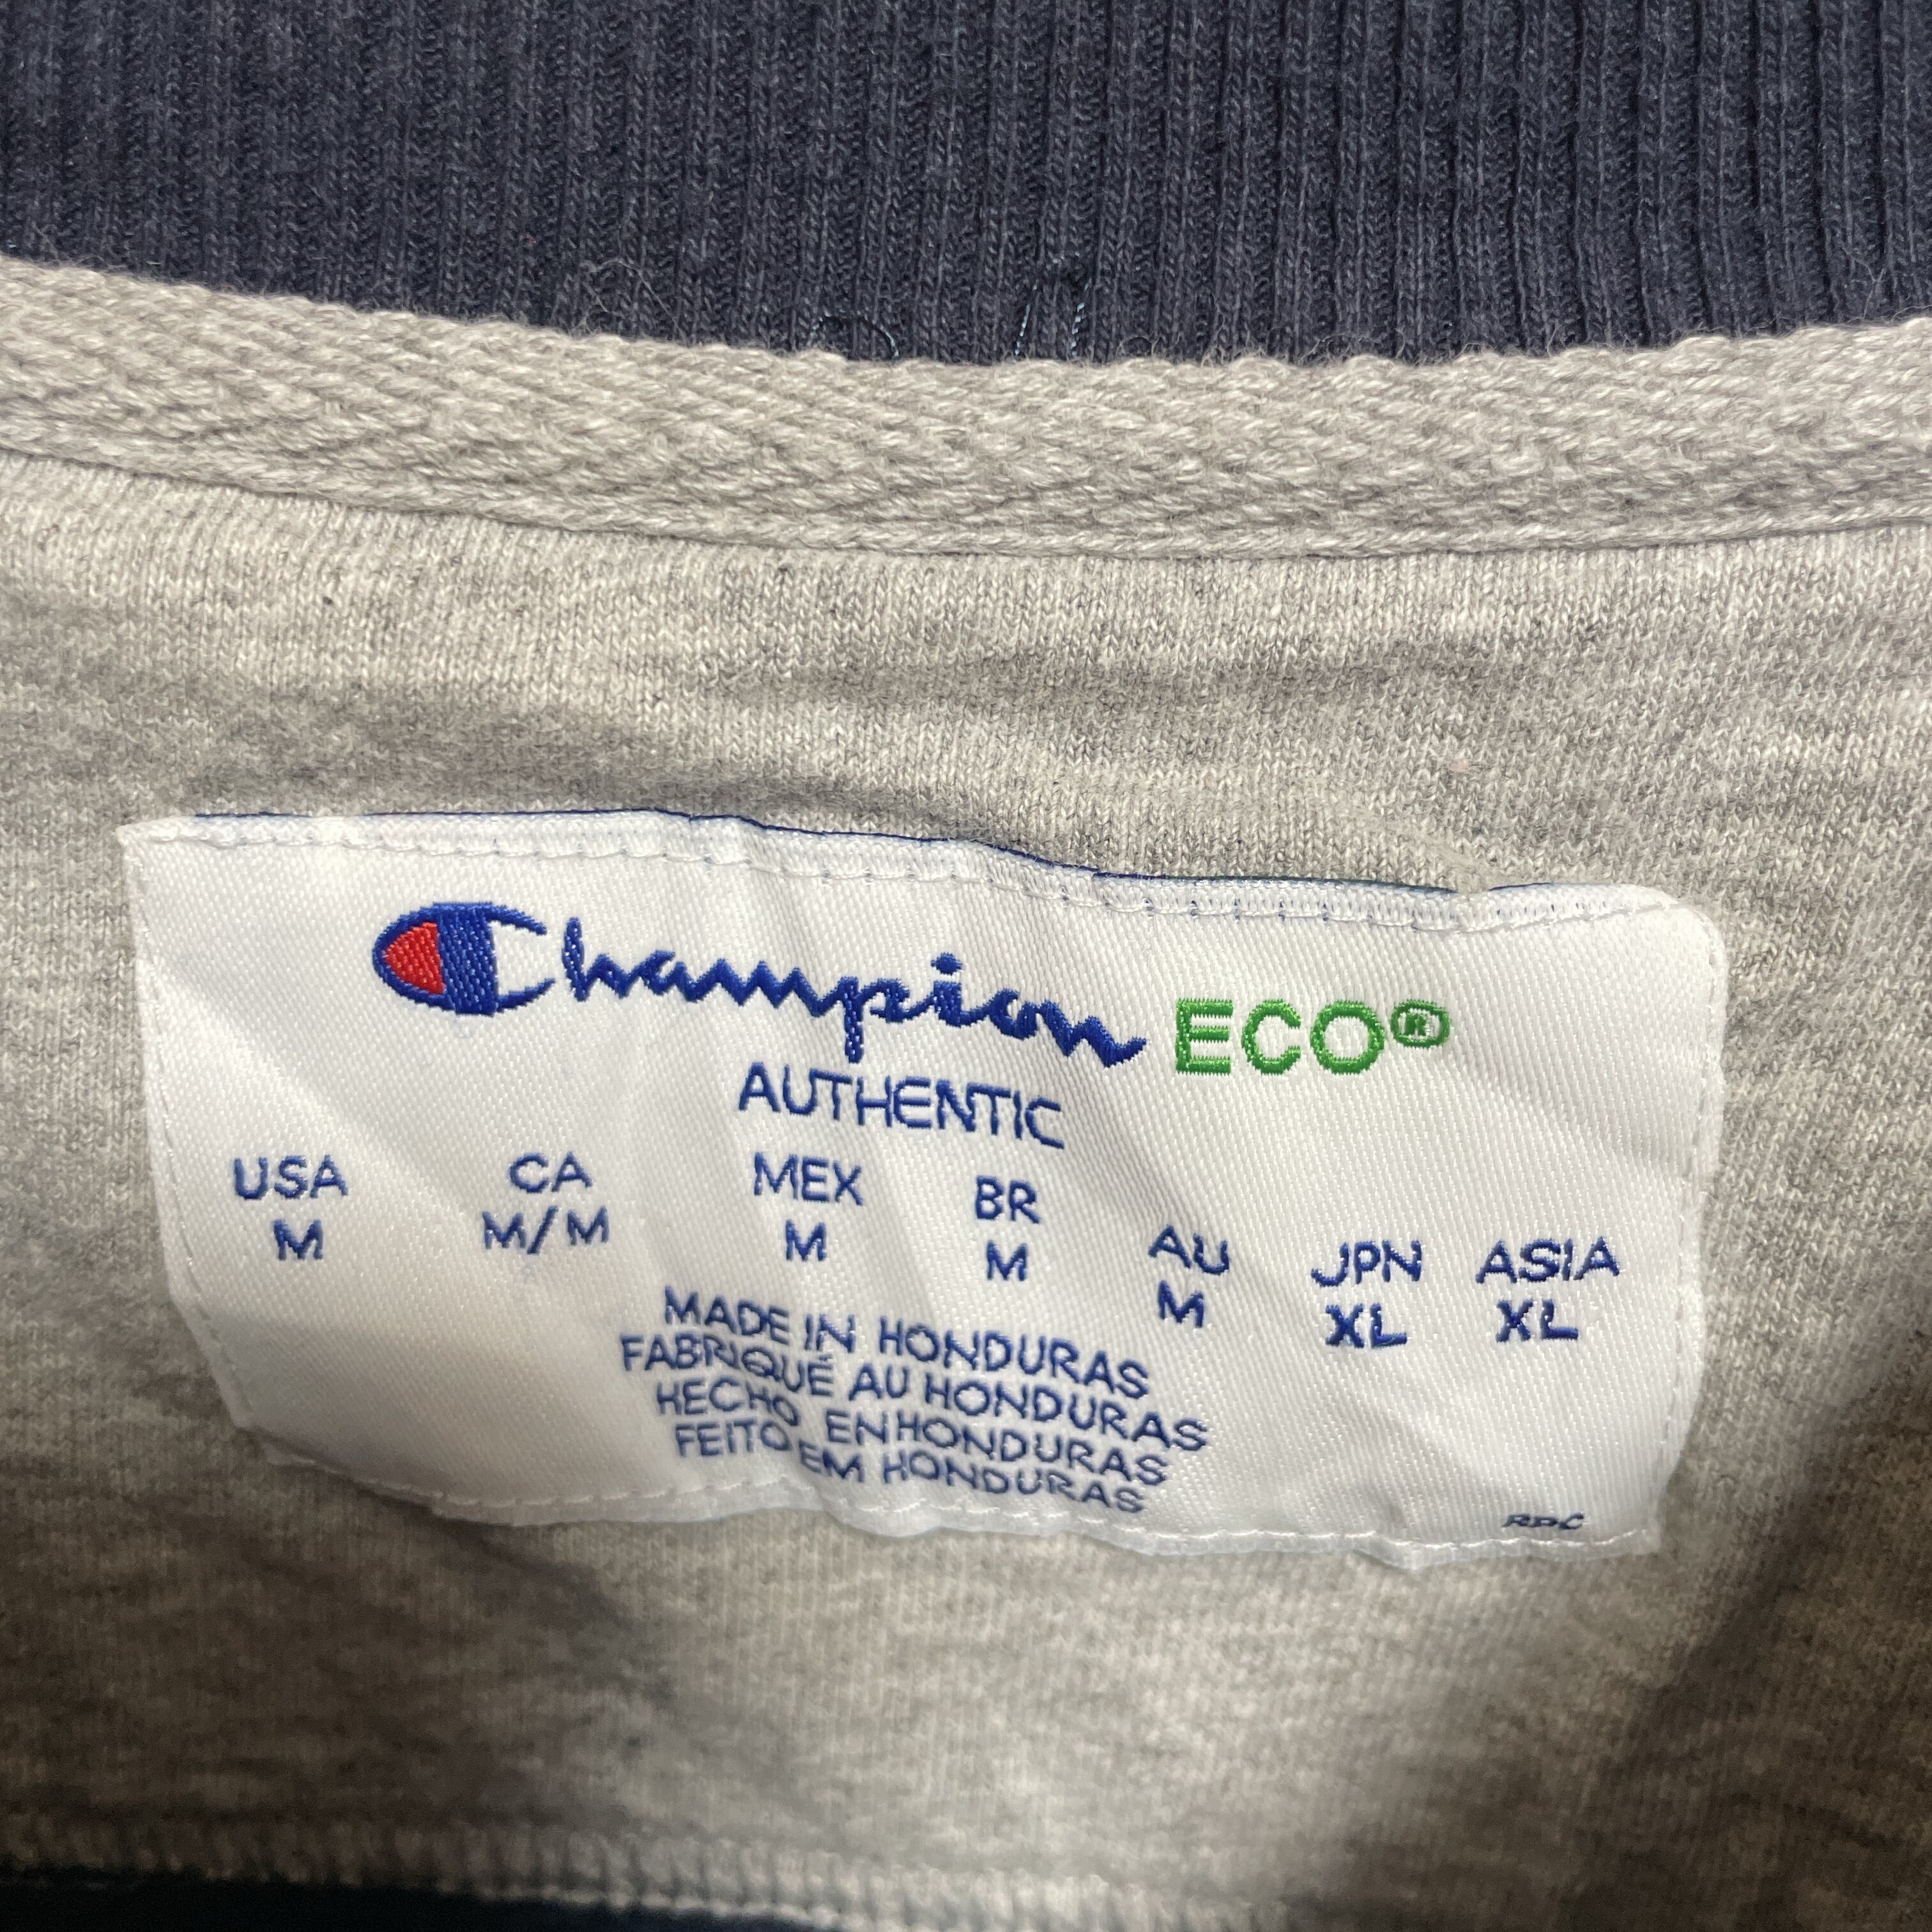 Champion ECO®
AUTHENTIC
USA CA MEX BR AU JPN ASIA
M M/M M M M XL XL
MADE IN HONDURAS
FABRIQUÉ AU HONDURAS
HECHO EN HONDURAS
FEITO EM HONDURAS
RDC